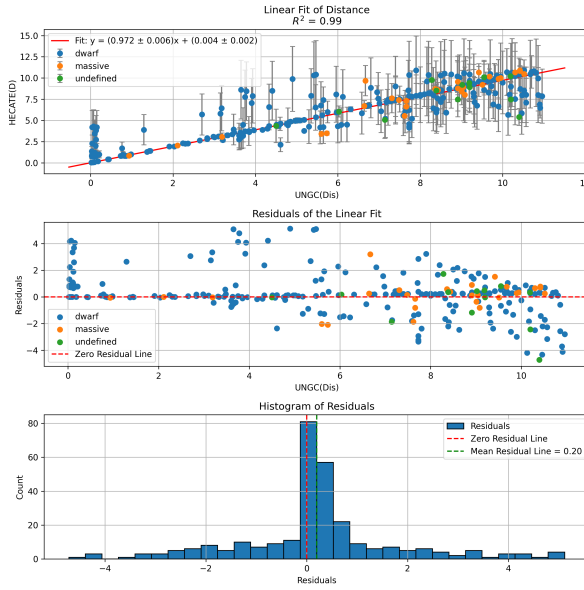 Linear Fit of Distance
R² = 0.99
Fit: y = (0.972 ± 0.006)x + (0.004 ± 0.002)
dwarf
massive
undefined
HECATE(D)
15.0
12.5
10.0
7.5
5.0
2.5
0.0
0 2 4 6 8 10
UNGC(Dis)
Residuals of the Linear Fit
Residuals
4
2
0
−2
−4
dwarf
massive
undefined
Zero Residual Line
0 2 4 6 8 10
UNGC(Dis)
Histogram of Residuals
Residuals
Zero Residual Line
Mean Residual Line = 0.20
Count
80
60
40
20
0
−4 −2 0 2 4
Residuals